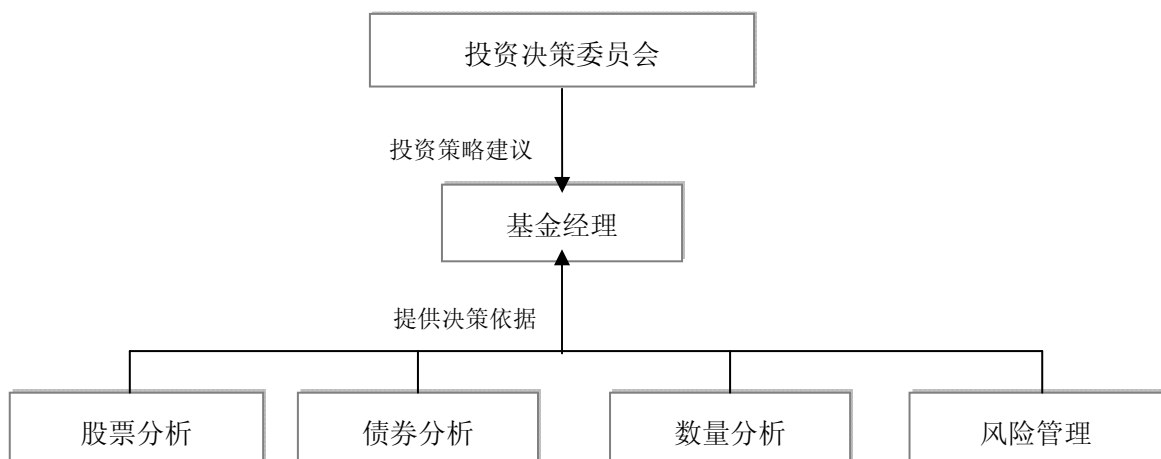 投资决策委员会
投资策略建议
基金经理
提供决策依据
股票分析
债券分析
数量分析
风险管理